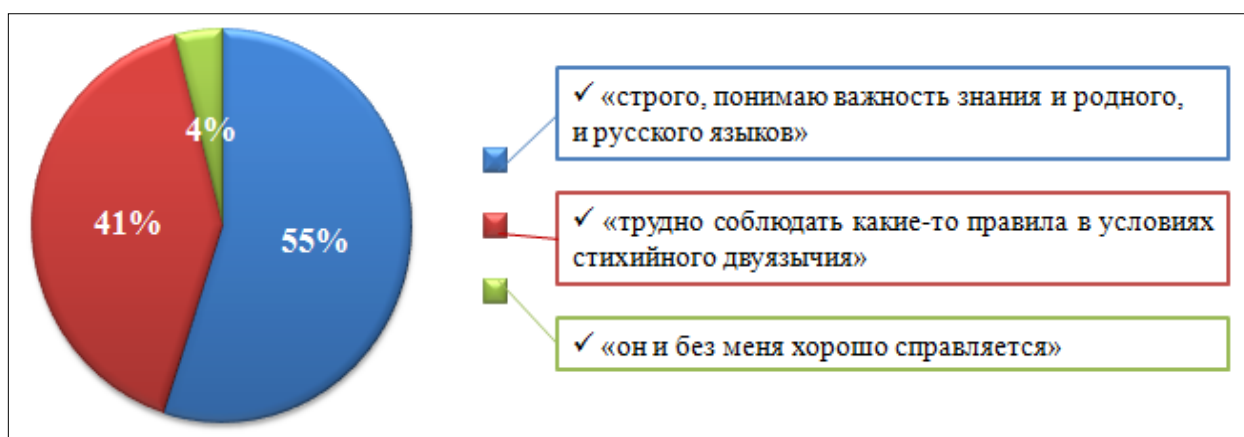 4%
41%
55%
✓ «строго, понимаю важность знания и родного,
и русского языков»
✓ «трудно соблюдать какие-то правила в условиях
стихийного двуязычия»
✓ «он и без меня хорошо справляется»